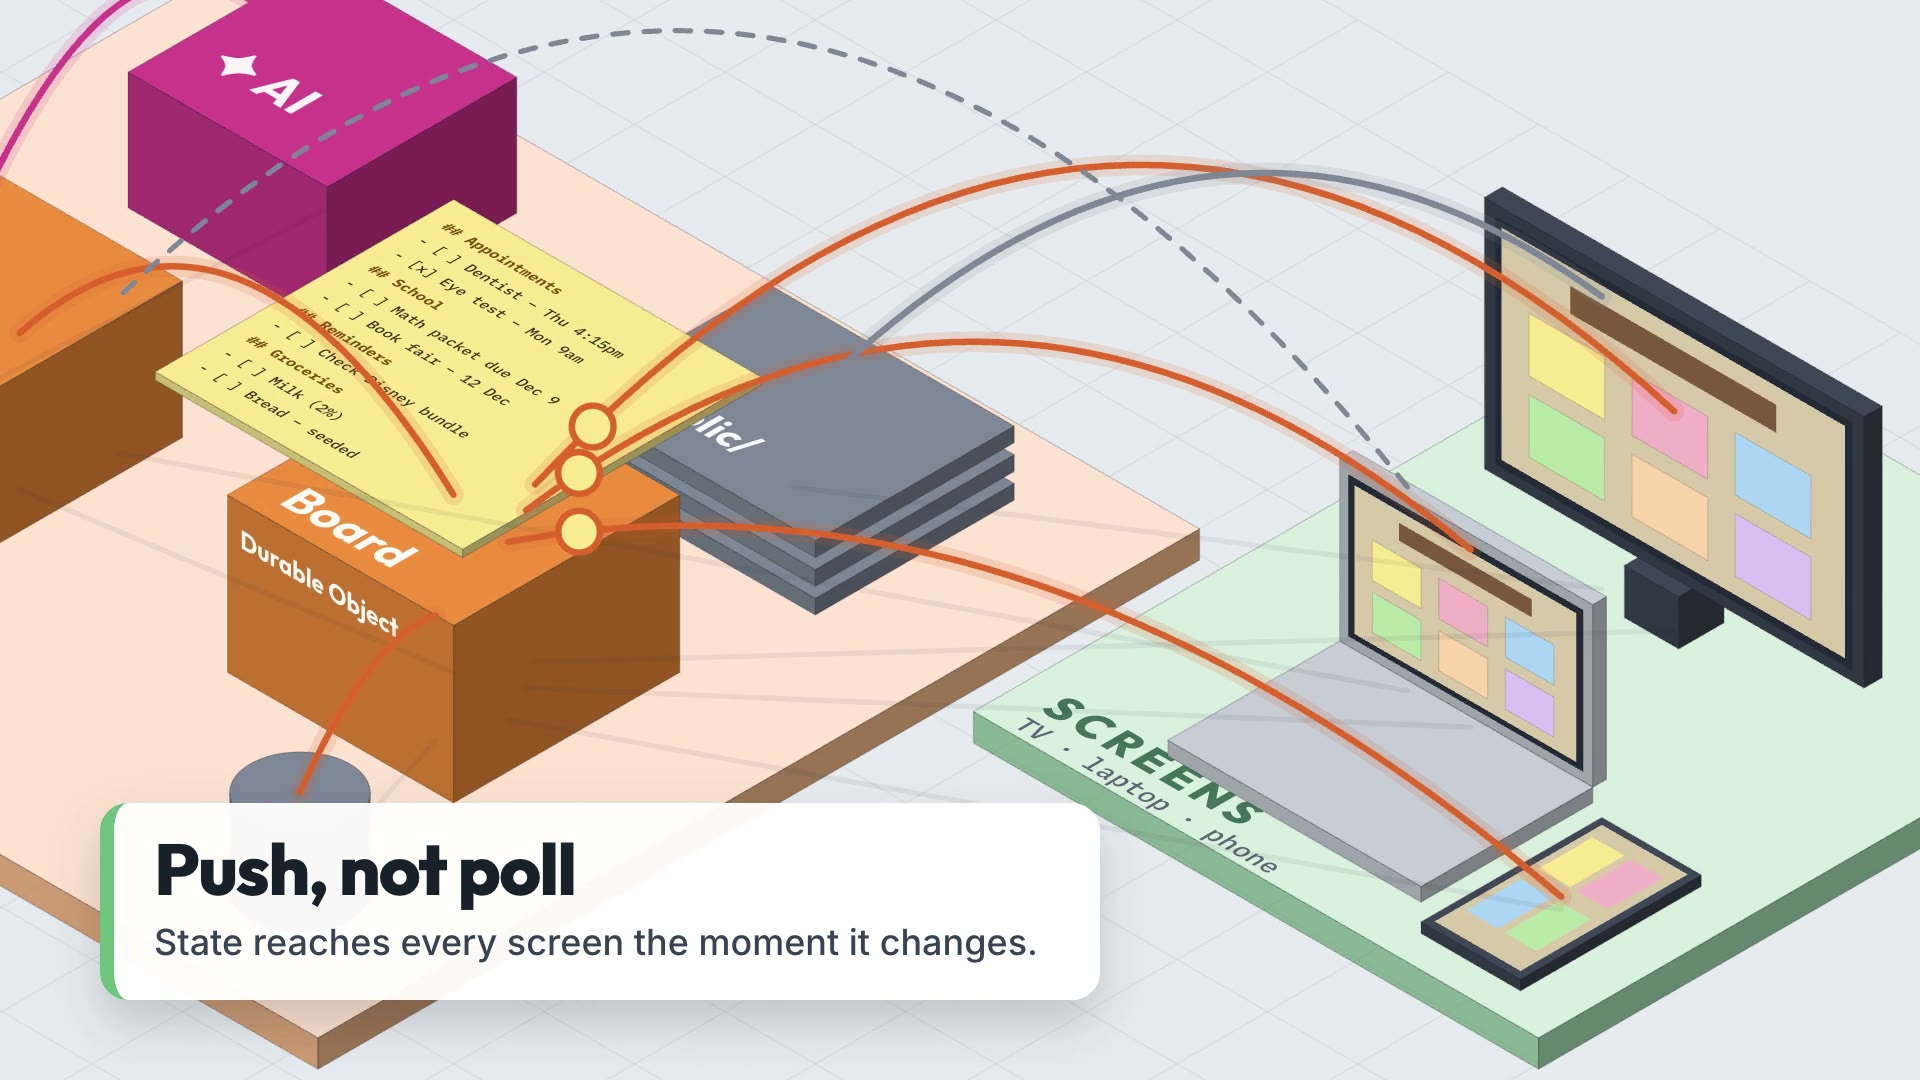 AI
## Appointments
- [ ] Dentist – Thu 4:15pm
- [x] Eye test – Mon 9am
## School
- [ ] Math packet due Dec 9
- [ ] Book fair – 12 Dec
## Reminders
- [ ] Check Disney bundle
## Groceries
- [ ] Milk (2%)
- [ ] Bread – seeded
Board
Durable Object
SCREENS
TV · laptop · phone
Push, not poll
State reaches every screen the moment it changes.